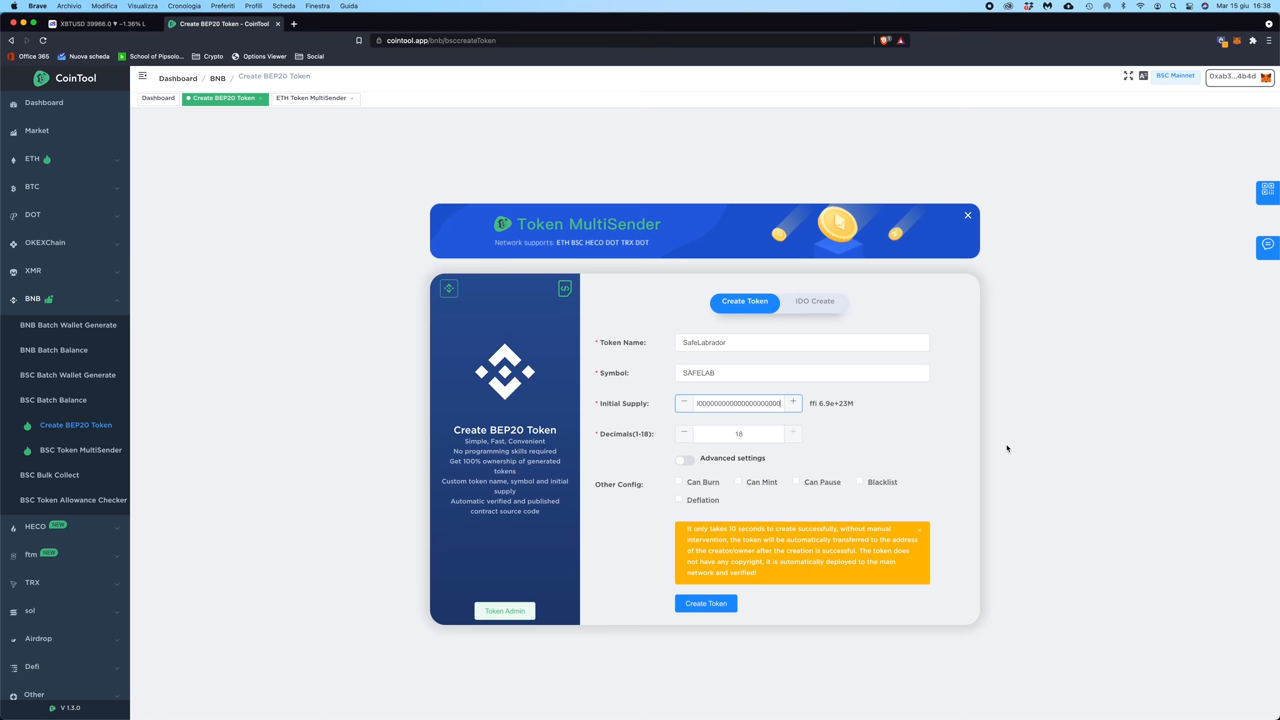 Brave Archivio Modifica Visualizza Cronologia Preferiti Profili Scheda Finestra Guida Mar 15 giu 16:38
XBTUSD 39966.0 ▼ -1.36% L Create BEP20 Token - CoinTool
cointool.app/bnb/bsccreateToken
Office 365 Nuova scheda School of Pipsolo... Crypto Options Viewer Social
CoinTool
Dashboard / BNB / Create BEP20 Token
BSC Mainnet 0xab3...4b4d
Dashboard Create BEP20 Token × ETH Token MultiSender ×
Dashboard
Market
ETH
BTC
DOT
OKEXChain
XMR
BNB
BNB Batch Wallet Generate
BNB Batch Balance
BSC Batch Wallet Generate
BSC Batch Balance
Create BEP20 Token
BSC Token MultiSender
BSC Bulk Collect
BSC Token Allowance Checker
HECO NEW
ftm NEW
TRX
sol
Airdrop
Defi
Other
V 1.3.0
Token MultiSender
Network supports: ETH BSC HECO DOT TRX DOT
Create BEP20 Token
Simple, Fast, Convenient
No programming skills required
Get 100% ownership of generated
tokens
Custom token name, symbol and initial
supply
Automatic verified and published
contract source code
Token Admin
Create Token IDO Create
* Token Name: SafeLabrador
* Symbol: SAFELAB
* Initial Supply: ffi 6.9e+23M
* Decimals(1-18): 18
Advanced settings
Other Config: Can Burn Can Mint Can Pause Blacklist
Deflation
It only takes 10 seconds to create successfully, without manual
intervention, the token will be automatically transferred to the address
of the creator/owner after the creation is successful. The token does
not have any copyright, it is automatically deployed to the main
network and verified!
Create Token